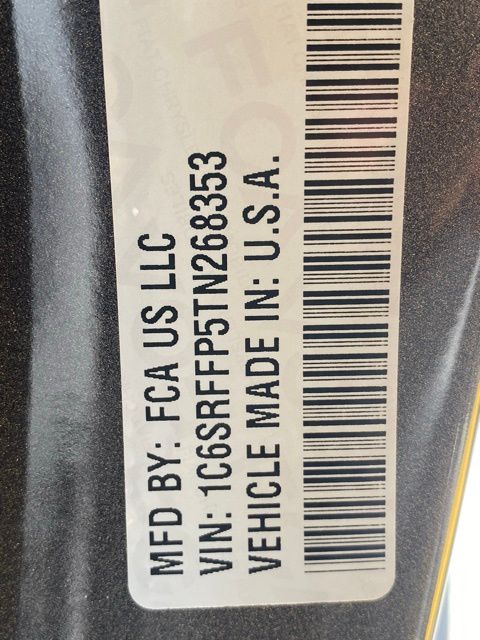 MFD BY: FCA US LLC
VIN: 1C6SRFFP5TN268353
VEHICLE MADE IN: U.S.A.